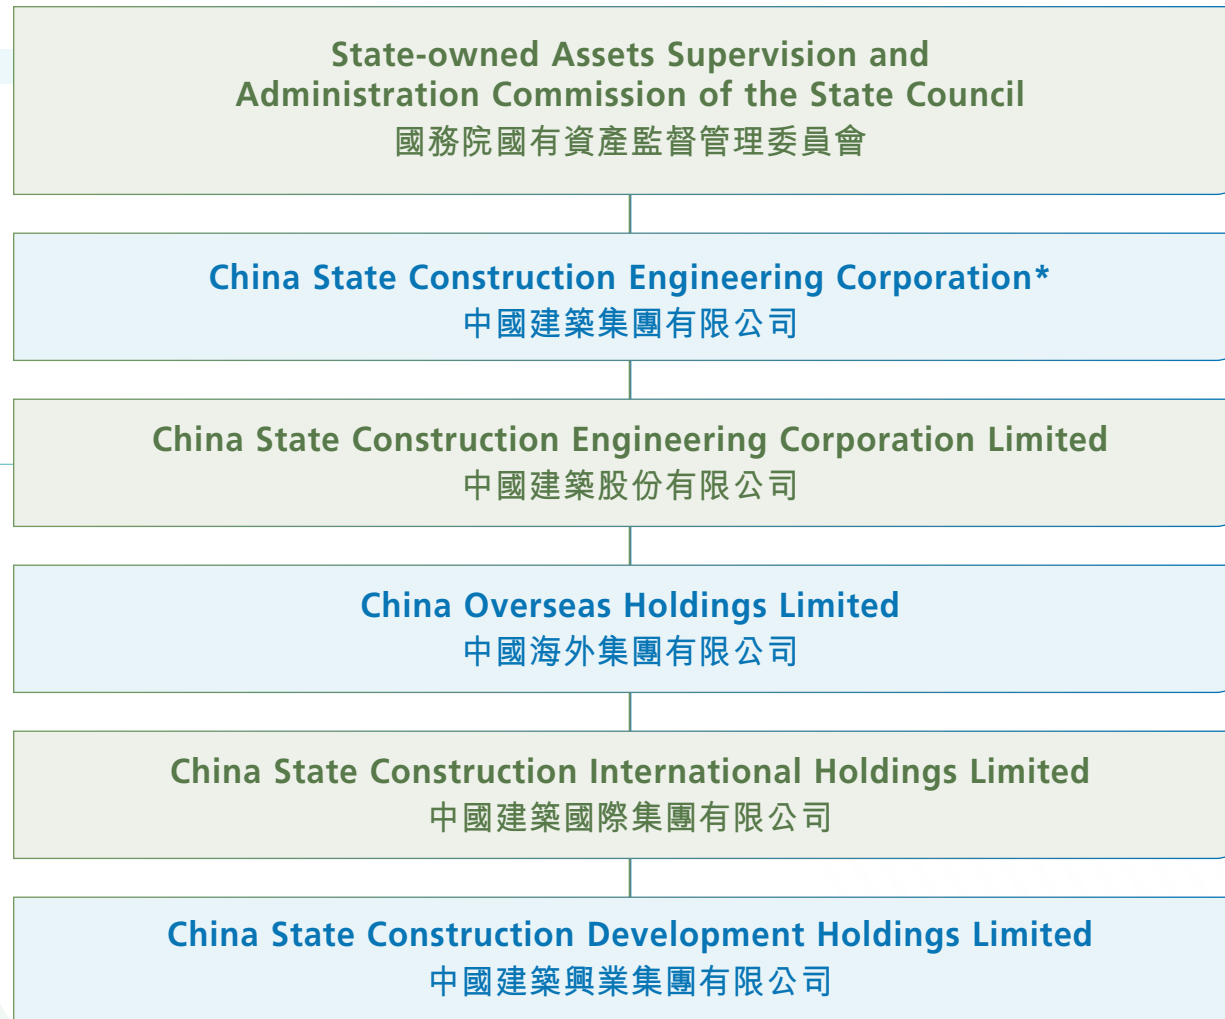 State-owned Assets Supervision and
Administration Commission of the State Council
國務院國有資產監督管理委員會
China State Construction Engineering Corporation*
中國建築集團有限公司
China State Construction Engineering Corporation Limited
中國建築股份有限公司
China Overseas Holdings Limited
中國海外集團有限公司
China State Construction International Holdings Limited
中國建築國際集團有限公司
China State Construction Development Holdings Limited
中國建築興業集團有限公司